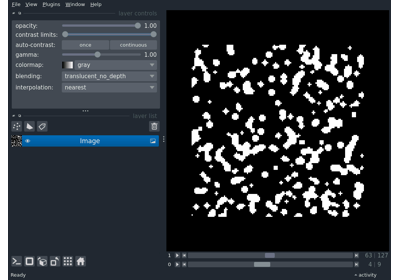 File View Plugins Window Help
layer controls
opacity: 1.00
contrast limits:
auto-contrast: once continuous
gamma: 1.00
colormap: gray
blending: translucent_no_depth
interpolation: nearest
layer list
Image
1 63 127
0 4 9
Ready activity